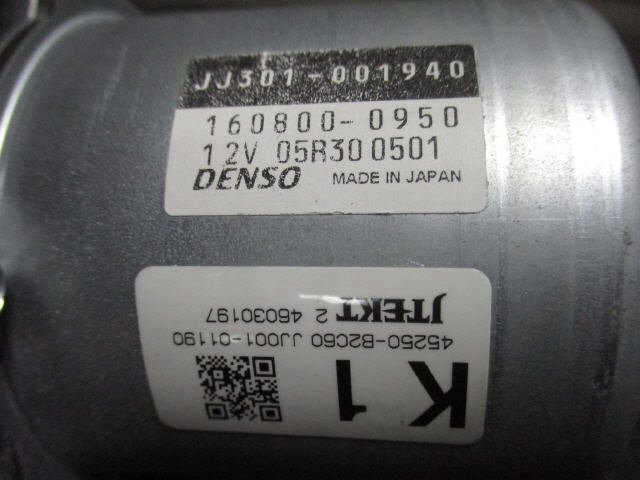 JJ301-001940
160800-0950
12V 05R300501
DENSO MADE IN JAPAN
K1
45250-B2C60 JJ001-01190
JTEKT 2 46030197